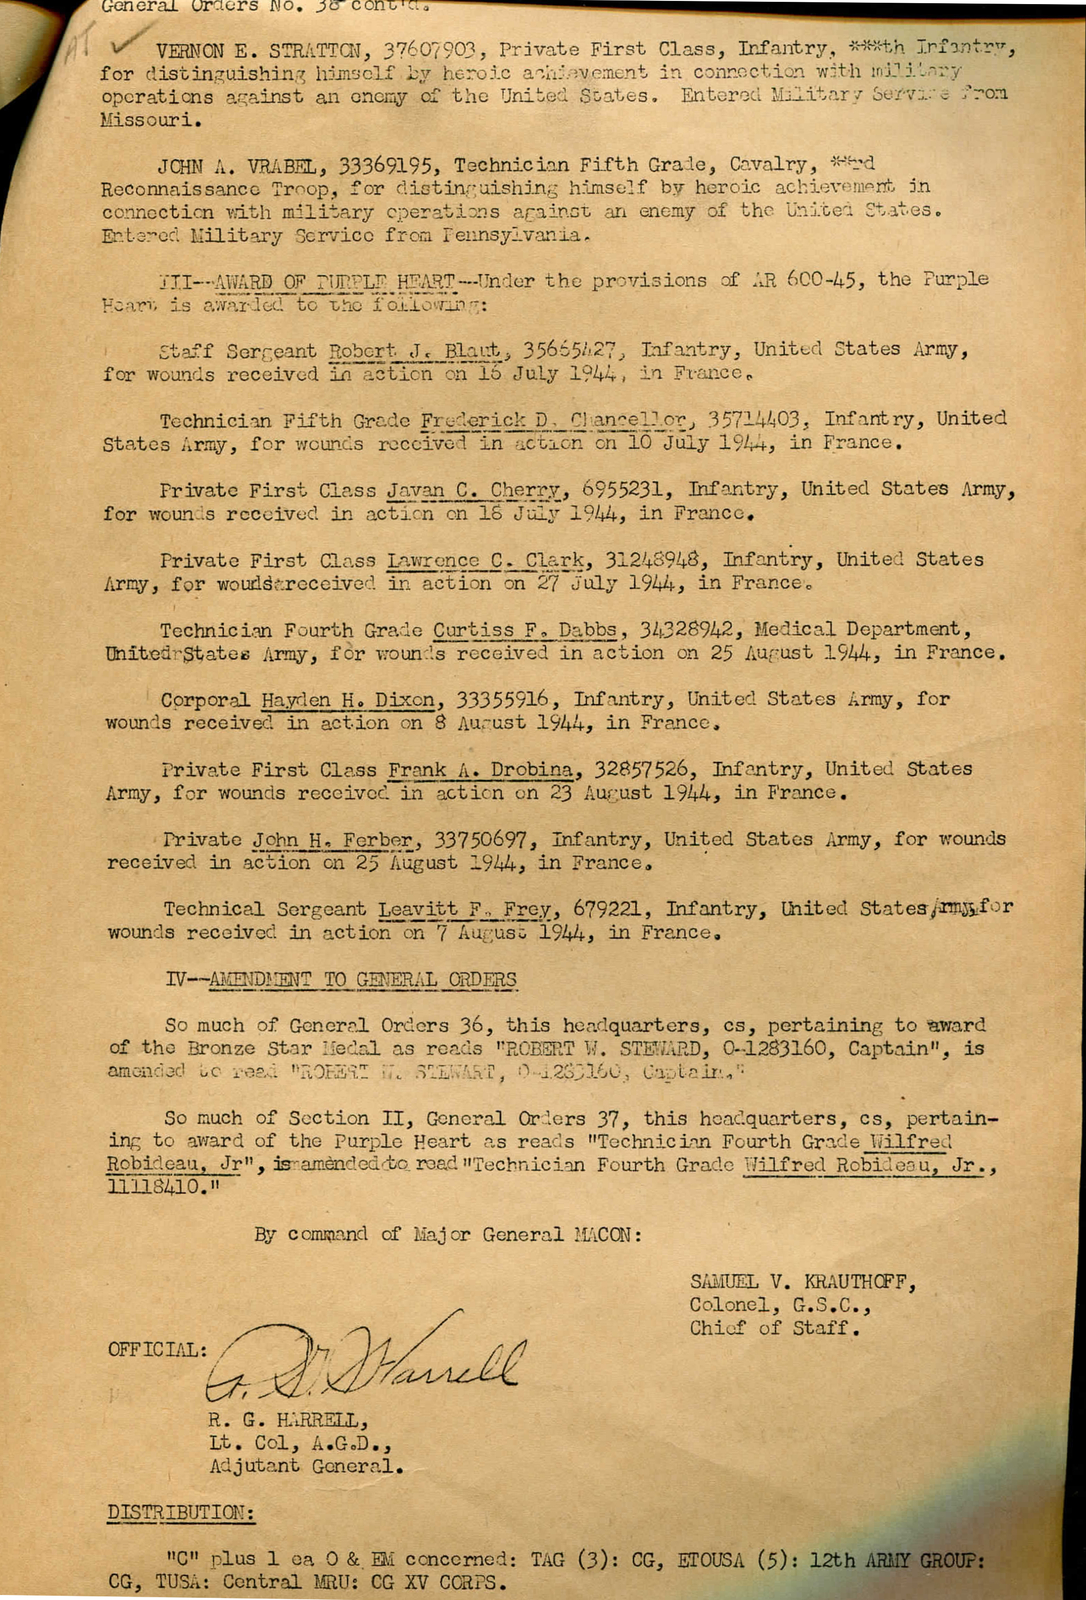 General Orders No. 38 cont'd.
VERNON E. STRATTON, 37607903, Private First Class, Infantry, ***th Infantry,
for distinguishing himself by heroic achievement in connection with military
operations against an enemy of the United States. Entered Military Service from
Missouri.
JOHN A. VRABEL, 33369195, Technician Fifth Grade, Cavalry, ***rd
Reconnaissance Troop, for distinguishing himself by heroic achievement in
connection with military operations against an enemy of the United States.
Entered Military Service from Pennsylvania.
III--AWARD OF PURPLE HEART--Under the provisions of AR 600-45, the Purple
Heart is awarded to the following:
Staff Sergeant Robert J. Blaut, 35665427, Infantry, United States Army,
for wounds received in action on 16 July 1944, in France.
Technician Fifth Grade Frederick D. Chancellor, 35714403, Infantry, United
States Army, for wounds received in action on 10 July 1944, in France.
Private First Class Javan C. Cherry, 6955231, Infantry, United States Army,
for wounds received in action on 18 July 1944, in France.
Private First Class Lawrence C. Clark, 31248948, Infantry, United States
Army, for wounds received in action on 27 July 1944, in France.
Technician Fourth Grade Curtiss F. Dabbs, 34328942, Medical Department,
United States Army, for wounds received in action on 25 August 1944, in France.
Corporal Hayden H. Dixon, 33355916, Infantry, United States Army, for
wounds received in action on 8 August 1944, in France.
Private First Class Frank A. Drobina, 32857526, Infantry, United States
Army, for wounds received in action on 23 August 1944, in France.
Private John H. Ferber, 33750697, Infantry, United States Army, for wounds
received in action on 25 August 1944, in France.
Technical Sergeant Leavitt F. Frey, 679221, Infantry, United States Army, for
wounds received in action on 7 August 1944, in France.
IV--AMENDMENT TO GENERAL ORDERS
So much of General Orders 36, this headquarters, cs, pertaining to award
of the Bronze Star Medal as reads "ROBERT W. STEWARD, O-1283160, Captain", is
amended to read "ROBERT W. STEWART, O-1283160, Captain."
So much of Section II, General Orders 37, this headquarters, cs, pertain-
ing to award of the Purple Heart as reads "Technician Fourth Grade Wilfred
Robideau, Jr", is amended to read "Technician Fourth Grade Wilfred Robideau, Jr.,
11118410."
By command of Major General MACON:
SAMUEL V. KRAUTHOFF,
Colonel, G.S.C.,
Chief of Staff.
OFFICIAL:
R. G. Harrell
R. G. HARRELL,
Lt. Col, A.G.D.,
Adjutant General.
DISTRIBUTION:
"C" plus 1 ea O & EM concerned: TAG (3): CG, ETOUSA (5): 12th ARMY GROUP:
CG, TUSA: Central MRU: CG XV CORPS.